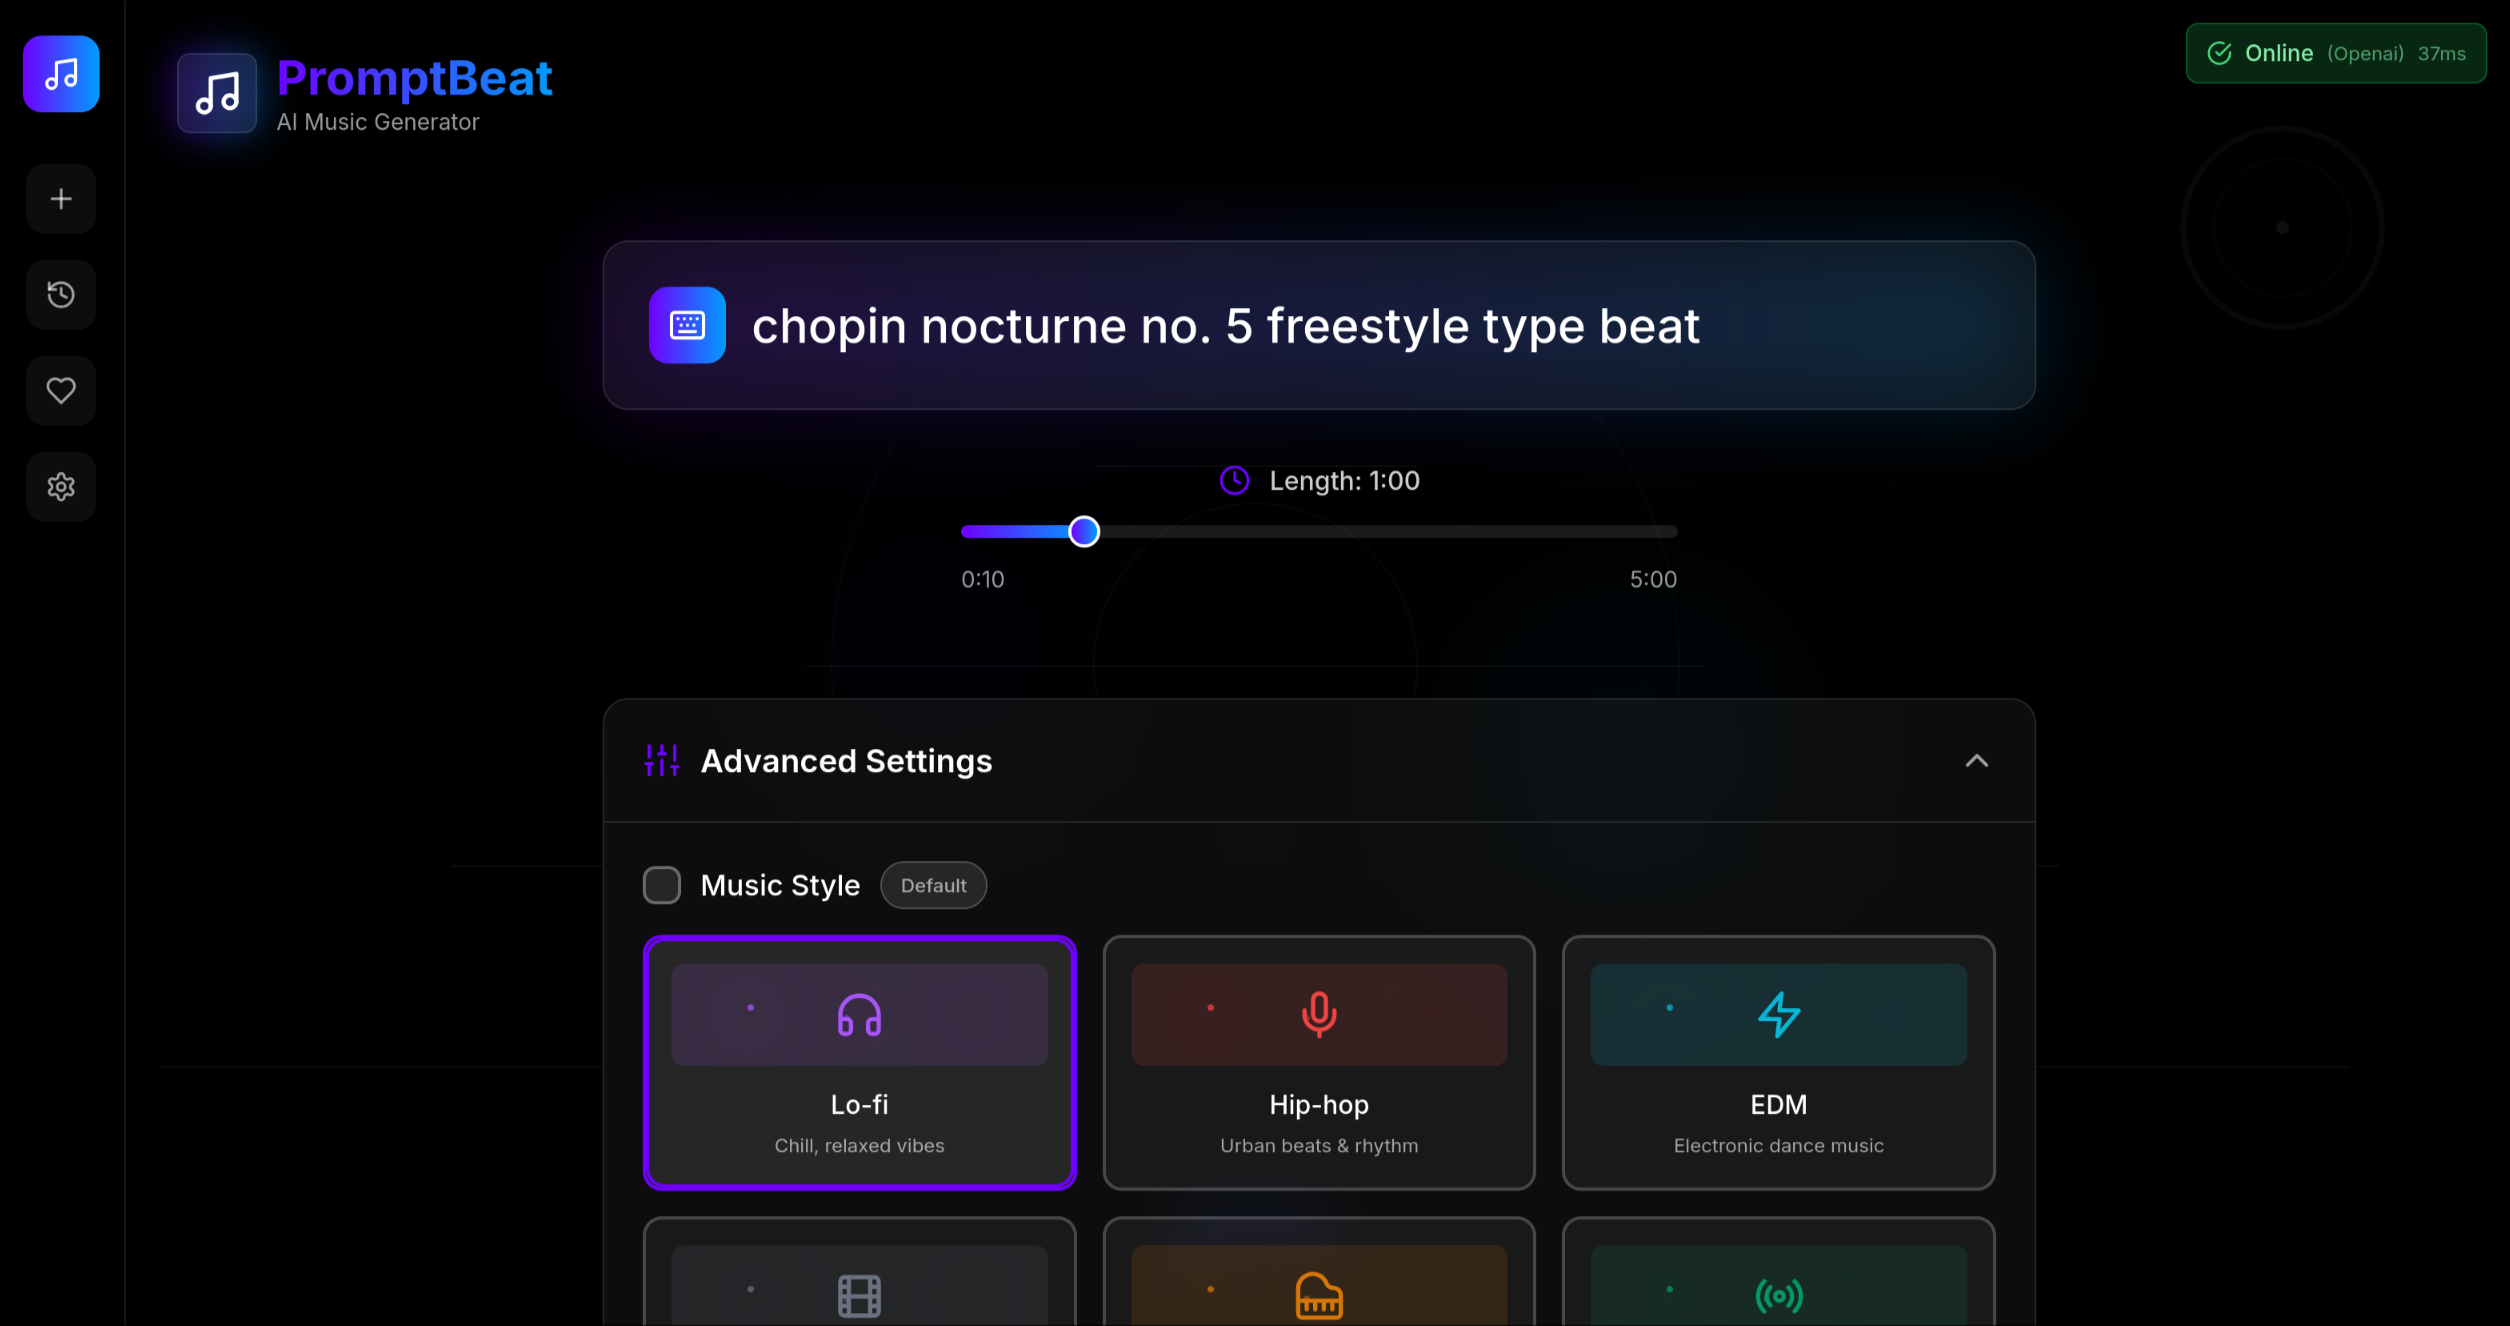 PromptBeat
AI Music Generator
Online (Openai) 37ms
chopin nocturne no. 5 freestyle type beat
Length: 1:00
0:10
5:00
Advanced Settings
Music Style Default
Lo-fi
Chill, relaxed vibes
Hip-hop
Urban beats & rhythm
EDM
Electronic dance music